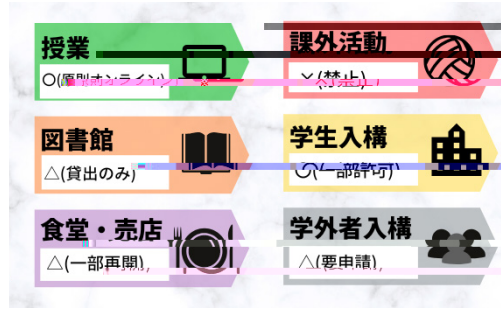 授業
○(原則オンライン)
課外活動
×(禁止)
図書館
△(貸出のみ)
学生入構
○(一部許可)
食堂・売店
△(一部再開)
学外者入構
△(要申請)